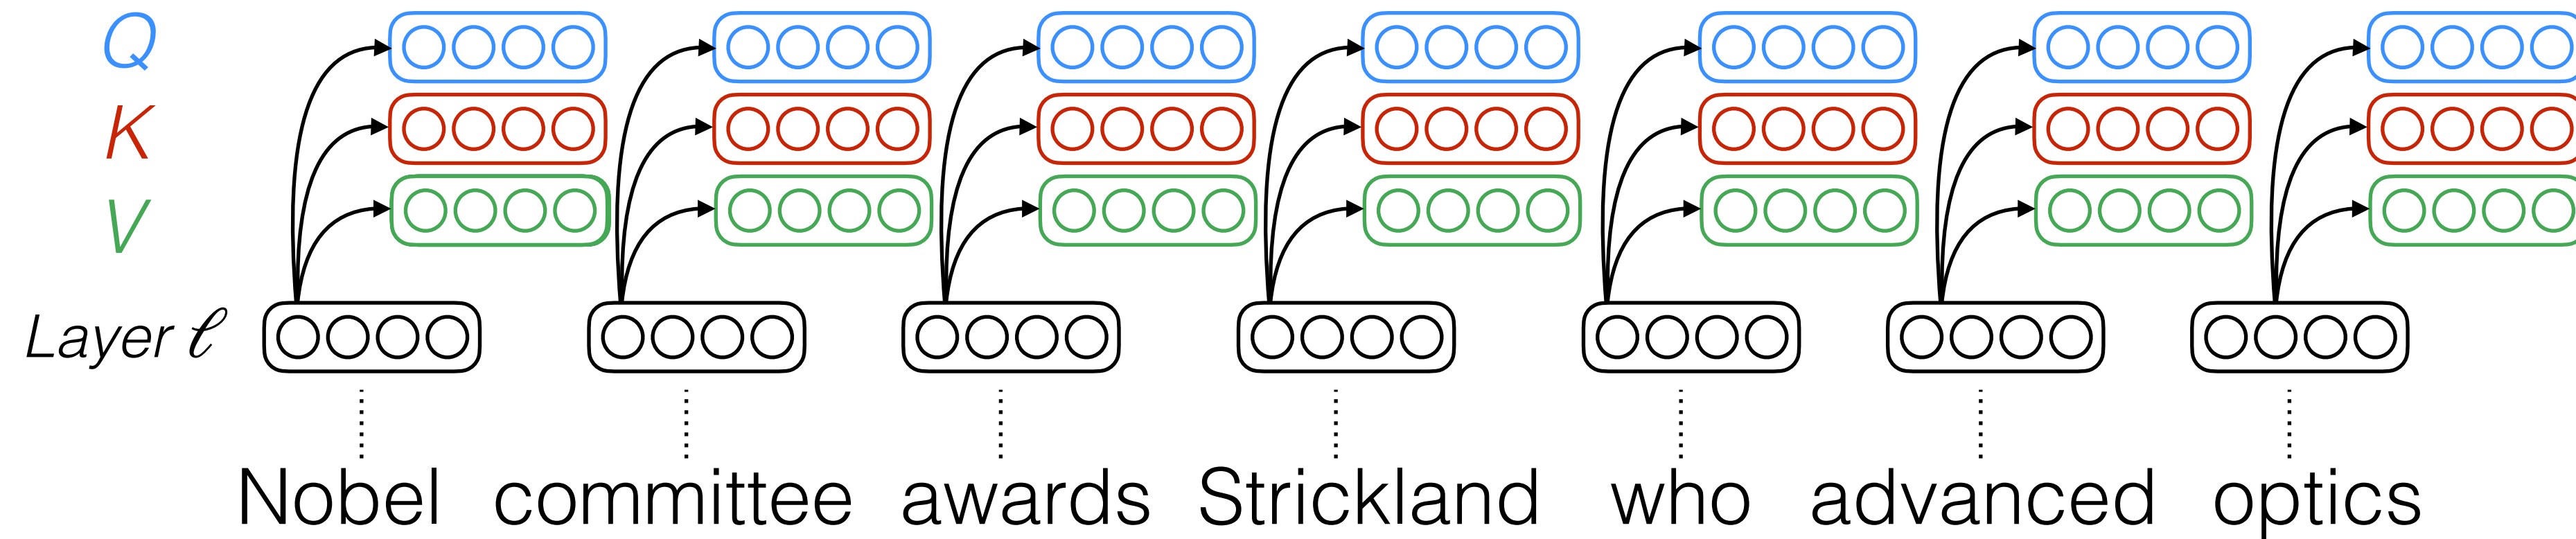 Q
K
V
Layer ℓ
Nobel committee awards Strickland who advanced optics